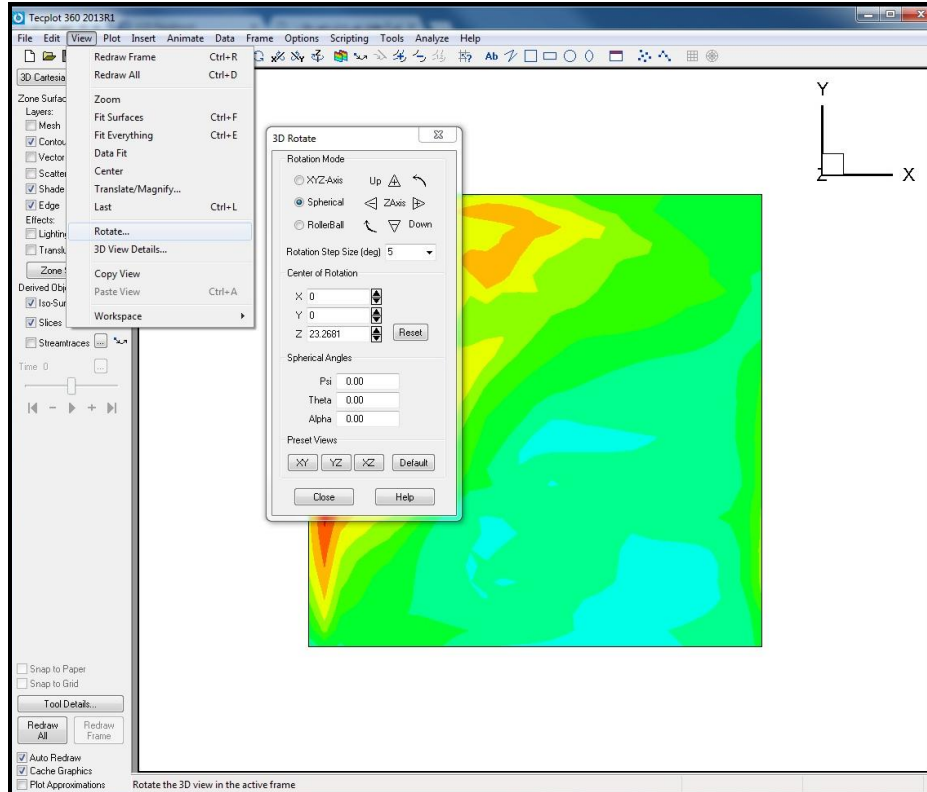 Tecplot 360 2013R1
File Edit View Plot Insert Animate Data Frame Options Scripting Tools Analyze Help
3D Cartesia
Zone Surfac
Layers:
Mesh
Contou
Vector
Scatter
Shade
Edge
Effects:
Lighting
Translu
Zone S
Derived Obje
Iso-Sur
Slices
Streamtraces ...
Time 0 ...
Redraw Frame Ctrl+R
Redraw All Ctrl+D
Zoom
Fit Surfaces Ctrl+F
Fit Everything Ctrl+E
Data Fit
Center
Translate/Magnify...
Last Ctrl+L
Rotate...
3D View Details...
Copy View
Paste View Ctrl+A
Workspace
3D Rotate
Rotation Mode
XYZ-Axis Up
Spherical ZAxis
RollerBall Down
Rotation Step Size (deg) 5
Center of Rotation
X 0
Y 0
Z 23.2681 Reset
Spherical Angles
Psi 0.00
Theta 0.00
Alpha 0.00
Preset Views
XY YZ XZ Default
Close Help
Y
Z X
Ab
Snap to Paper
Snap to Grid
Tool Details...
Redraw All Redraw Frame
Auto Redraw
Cache Graphics
Plot Approximations Rotate the 3D view in the active frame